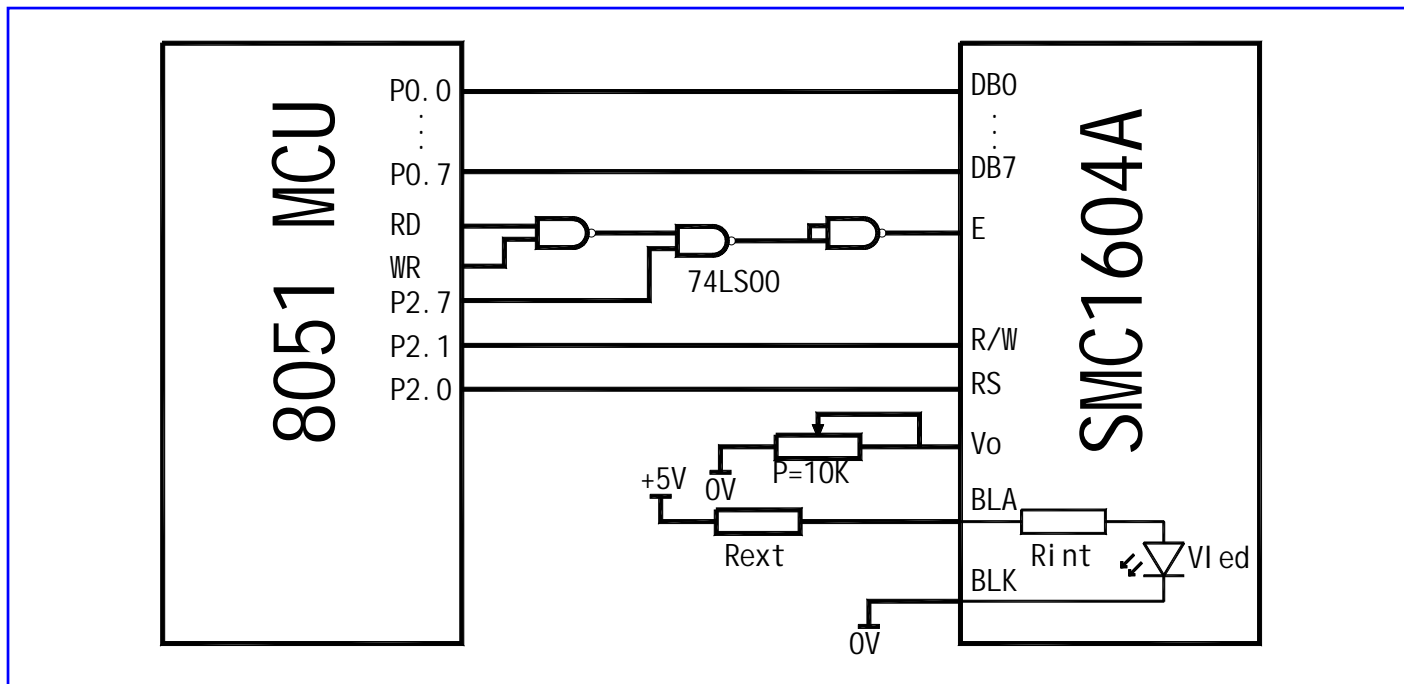 8051 MCU
P0.0
P0.7
RD
WR
P2.7
P2.1
P2.0
74LS00
SMC1604A
DB0
DB7
E
R/W
RS
Vo
P=10K
0V
+5V
Rext
BLA
Rint
Vled
BLK
0V